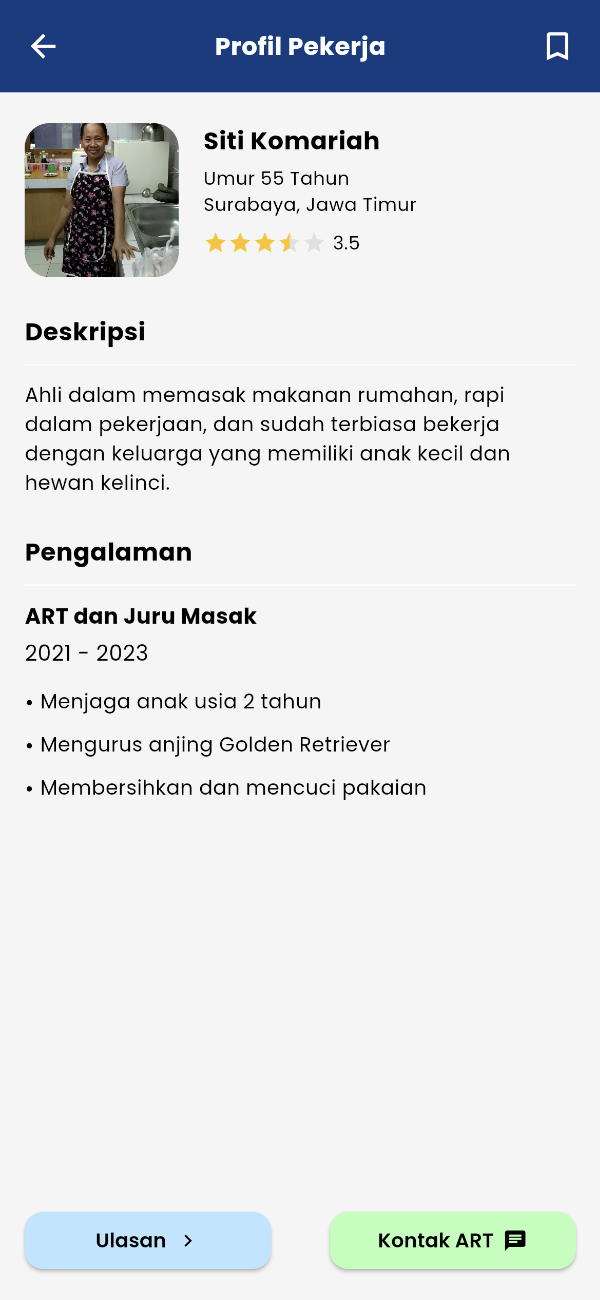 Profil Pekerja
Siti Komariah
Umur 55 Tahun
Surabaya, Jawa Timur
3.5
Deskripsi
Ahli dalam memasak makanan rumahan, rapi
dalam pekerjaan, dan sudah terbiasa bekerja
dengan keluarga yang memiliki anak kecil dan
hewan kelinci.
Pengalaman
ART dan Juru Masak
2021 - 2023
• Menjaga anak usia 2 tahun
• Mengurus anjing Golden Retriever
• Membersihkan dan mencuci pakaian
Ulasan
Kontak ART